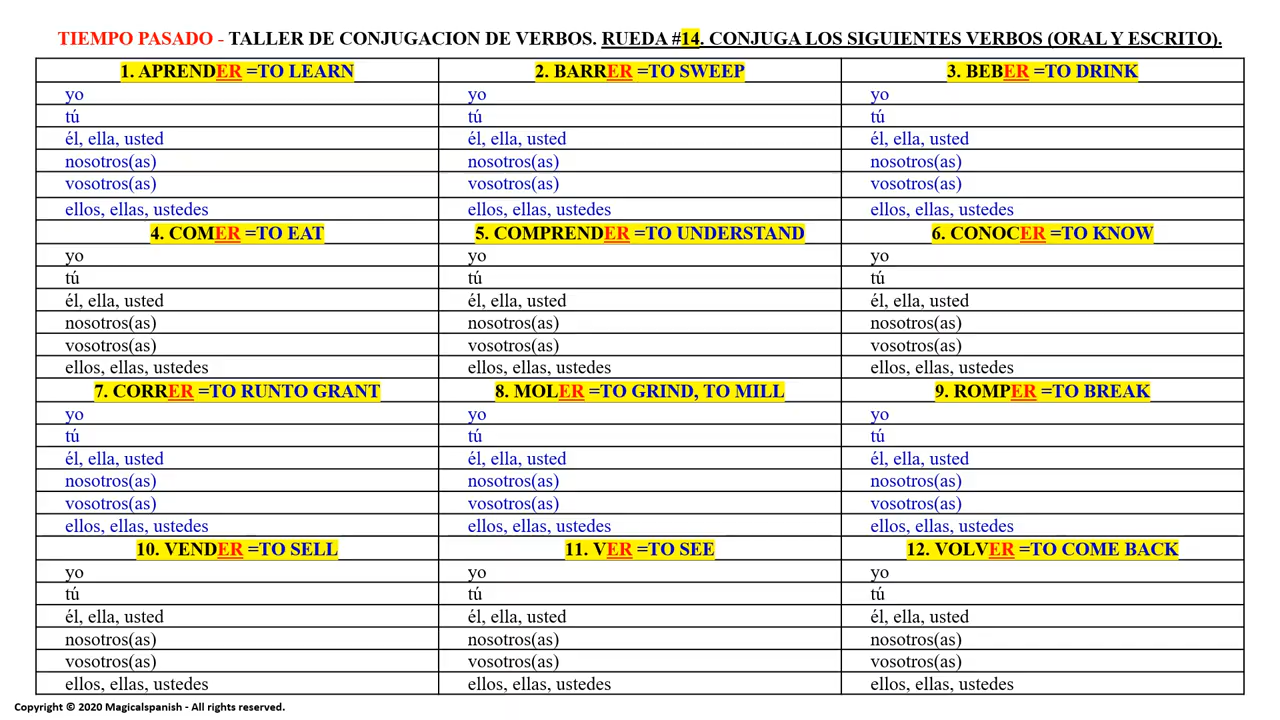 TIEMPO PASADO - TALLER DE CONJUGACION DE VERBOS. RUEDA #14. CONJUGA LOS SIGUIENTES VERBOS (ORAL Y ESCRITO).
1. APRENDER =TO LEARN 2. BARRER =TO SWEEP 3. BEBER =TO DRINK
yo yo yo
tú tú tú
él, ella, usted él, ella, usted él, ella, usted
nosotros(as) nosotros(as) nosotros(as)
vosotros(as) vosotros(as) vosotros(as)
ellos, ellas, ustedes ellos, ellas, ustedes ellos, ellas, ustedes
4. COMER =TO EAT 5. COMPRENDER =TO UNDERSTAND 6. CONOCER =TO KNOW
yo yo yo
tú tú tú
él, ella, usted él, ella, usted él, ella, usted
nosotros(as) nosotros(as) nosotros(as)
vosotros(as) vosotros(as) vosotros(as)
ellos, ellas, ustedes ellos, ellas, ustedes ellos, ellas, ustedes
7. CORRER =TO RUNTO GRANT 8. MOLER =TO GRIND, TO MILL 9. ROMPER =TO BREAK
yo yo yo
tú tú tú
él, ella, usted él, ella, usted él, ella, usted
nosotros(as) nosotros(as) nosotros(as)
vosotros(as) vosotros(as) vosotros(as)
ellos, ellas, ustedes ellos, ellas, ustedes ellos, ellas, ustedes
10. VENDER =TO SELL 11. VER =TO SEE 12. VOLVER =TO COME BACK
yo yo yo
tú tú tú
él, ella, usted él, ella, usted él, ella, usted
nosotros(as) nosotros(as) nosotros(as)
vosotros(as) vosotros(as) vosotros(as)
ellos, ellas, ustedes ellos, ellas, ustedes ellos, ellas, ustedes
Copyright © 2020 Magicalspanish - All rights reserved.